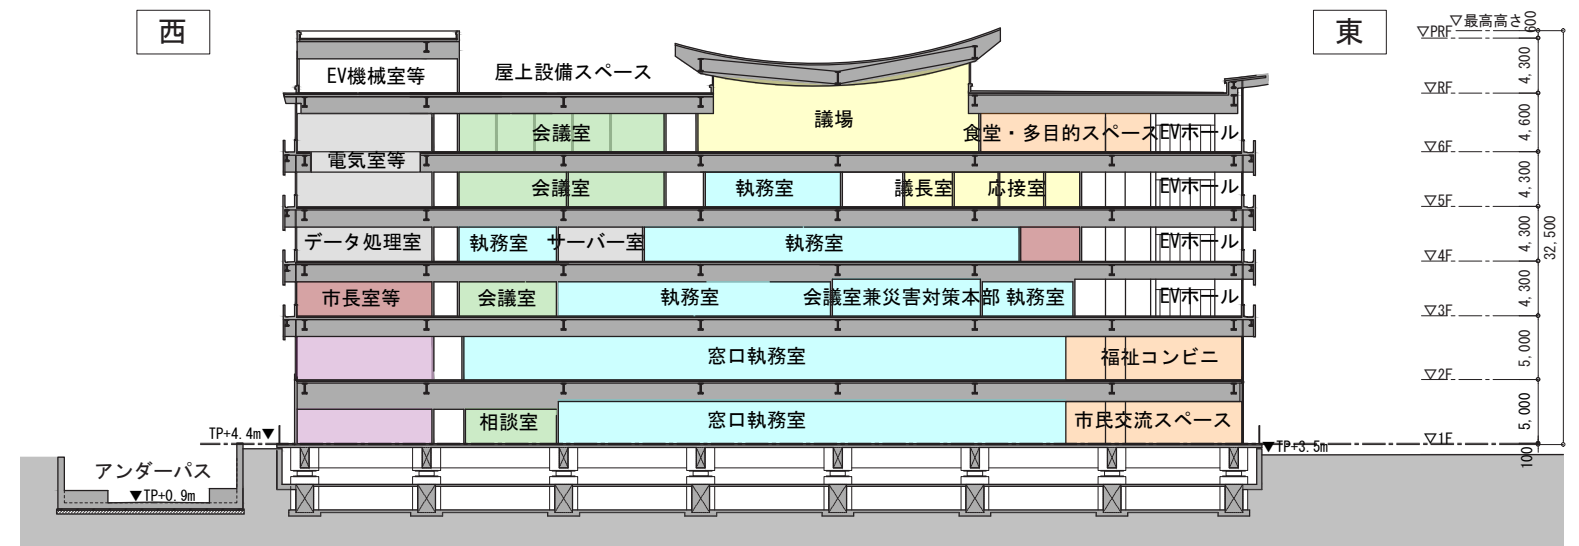 西
東
▽最高高さ
600
▽PRF
4,300
EV機械室等
屋上設備スペース
▽RF
議場
4,600
会議室
食堂・多目的スペース
EVホール
▽6F
電気室等
4,300
会議室
執務室
議長室
応接室
EVホール
▽5F
4,300
32,500
データ処理室
執務室
サーバー室
執務室
EVホール
▽4F
4,300
市長室等
会議室
執務室
会議室兼災害対策本部
執務室
EVホール
▽3F
5,000
窓口執務室
福祉コンビニ
▽2F
5,000
相談室
窓口執務室
市民交流スペース
TP+4.4m▼
▽1F
▼TP+3.5m
100
アンダーパス
▼TP+0.9m